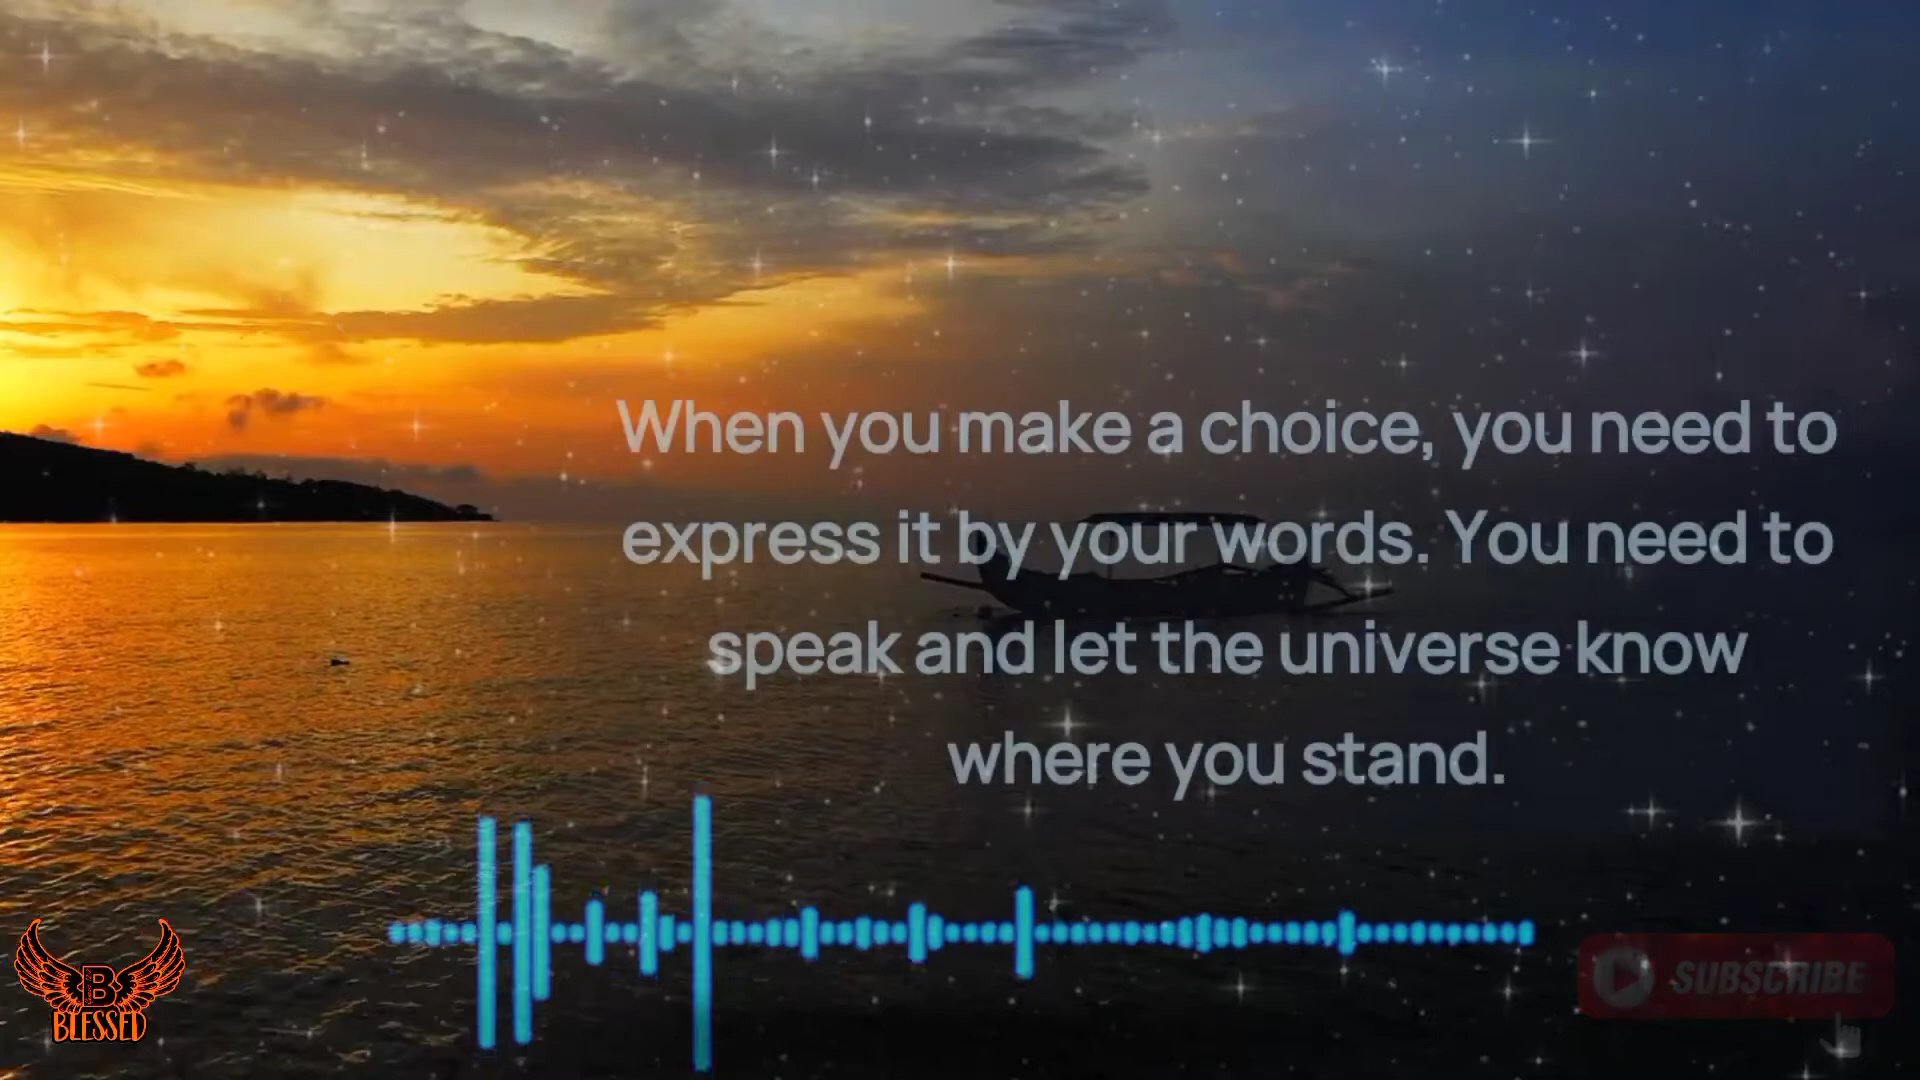 When you make a choice, you need to
express it by your words. You need to
speak and let the universe know
where you stand.
B
BLESSED
SUBSCRIBE